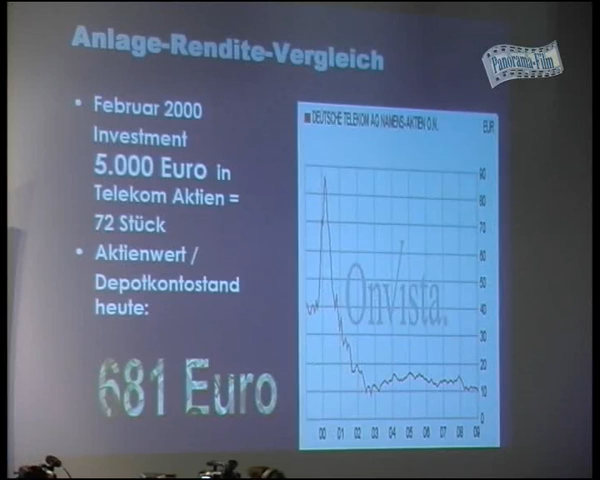 Anlage-Rendite-Vergleich
Panorama-Film
• Februar 2000
Investment
5.000 Euro in
Telekom Aktien =
72 Stück
• Aktienwert /
Depotkontostand
heute:
681 Euro
DEUTSCHE TELEKOM AG NAMENS-AKTIEN O.N.
EUR
90
80
70
60
50
40
30
20
10
0
OnVista.
00 01 02 03 04 05 06 07 08 09